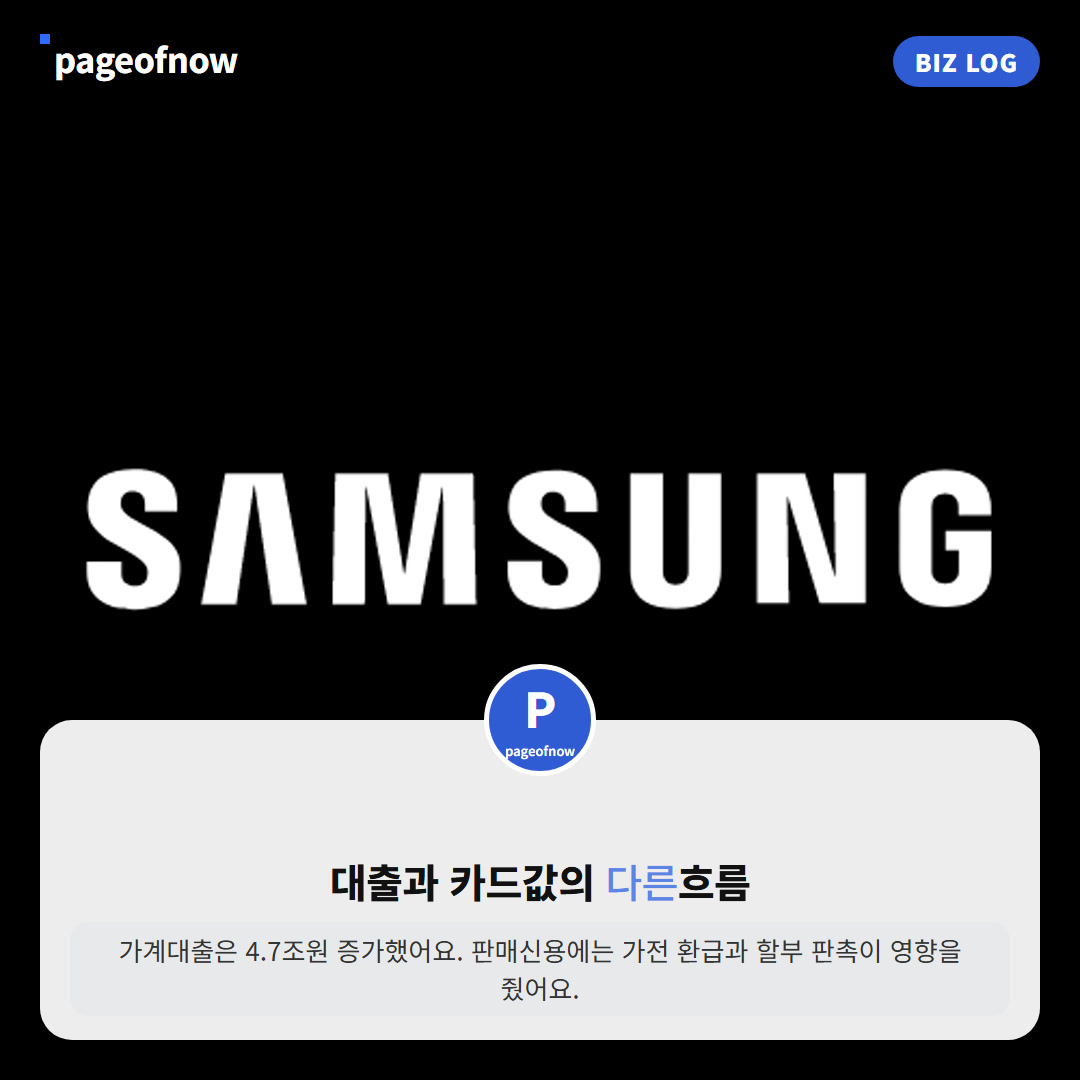 pageofnow
BIZ LOG
SAMSUNG
P
pageofnow
대출과 카드값의 다른흐름
가계대출은 4.7조원 증가했어요. 판매신용에는 가전 환급과 할부 판촉이 영향을
줬어요.